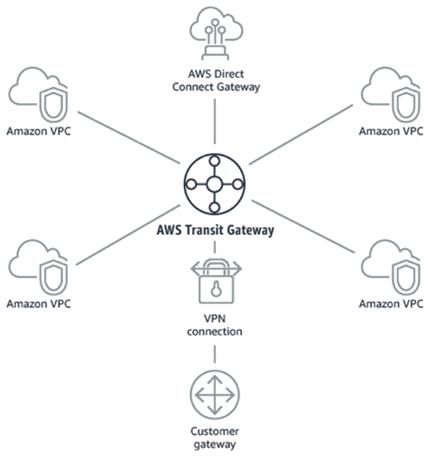 AWS Direct
Connect Gateway
Amazon VPC
Amazon VPC
AWS Transit Gateway
Amazon VPC
Amazon VPC
VPN
connection
Customer
gateway